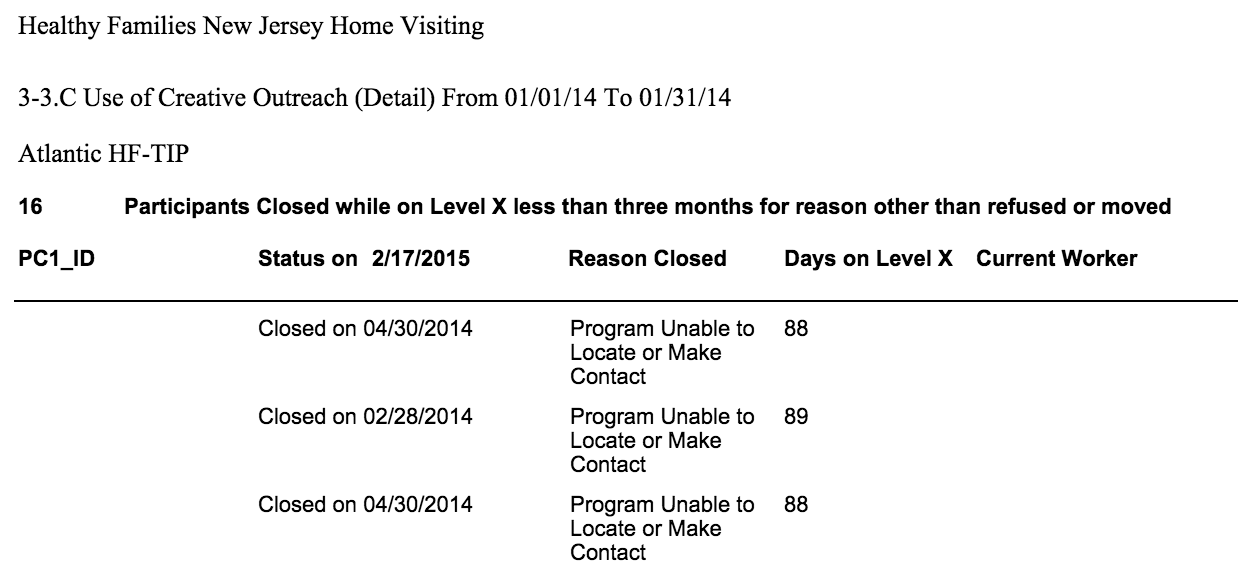 Healthy Families New Jersey Home Visiting
3-3.C Use of Creative Outreach (Detail) From 01/01/14 To 01/31/14
Atlantic HF-TIP
16 Participants Closed while on Level X less than three months for reason other than refused or moved
PC1_ID Status on 2/17/2015 Reason Closed Days on Level X Current Worker
Closed on 04/30/2014 Program Unable to 88
Locate or Make
Contact
Closed on 02/28/2014 Program Unable to 89
Locate or Make
Contact
Closed on 04/30/2014 Program Unable to 88
Locate or Make
Contact